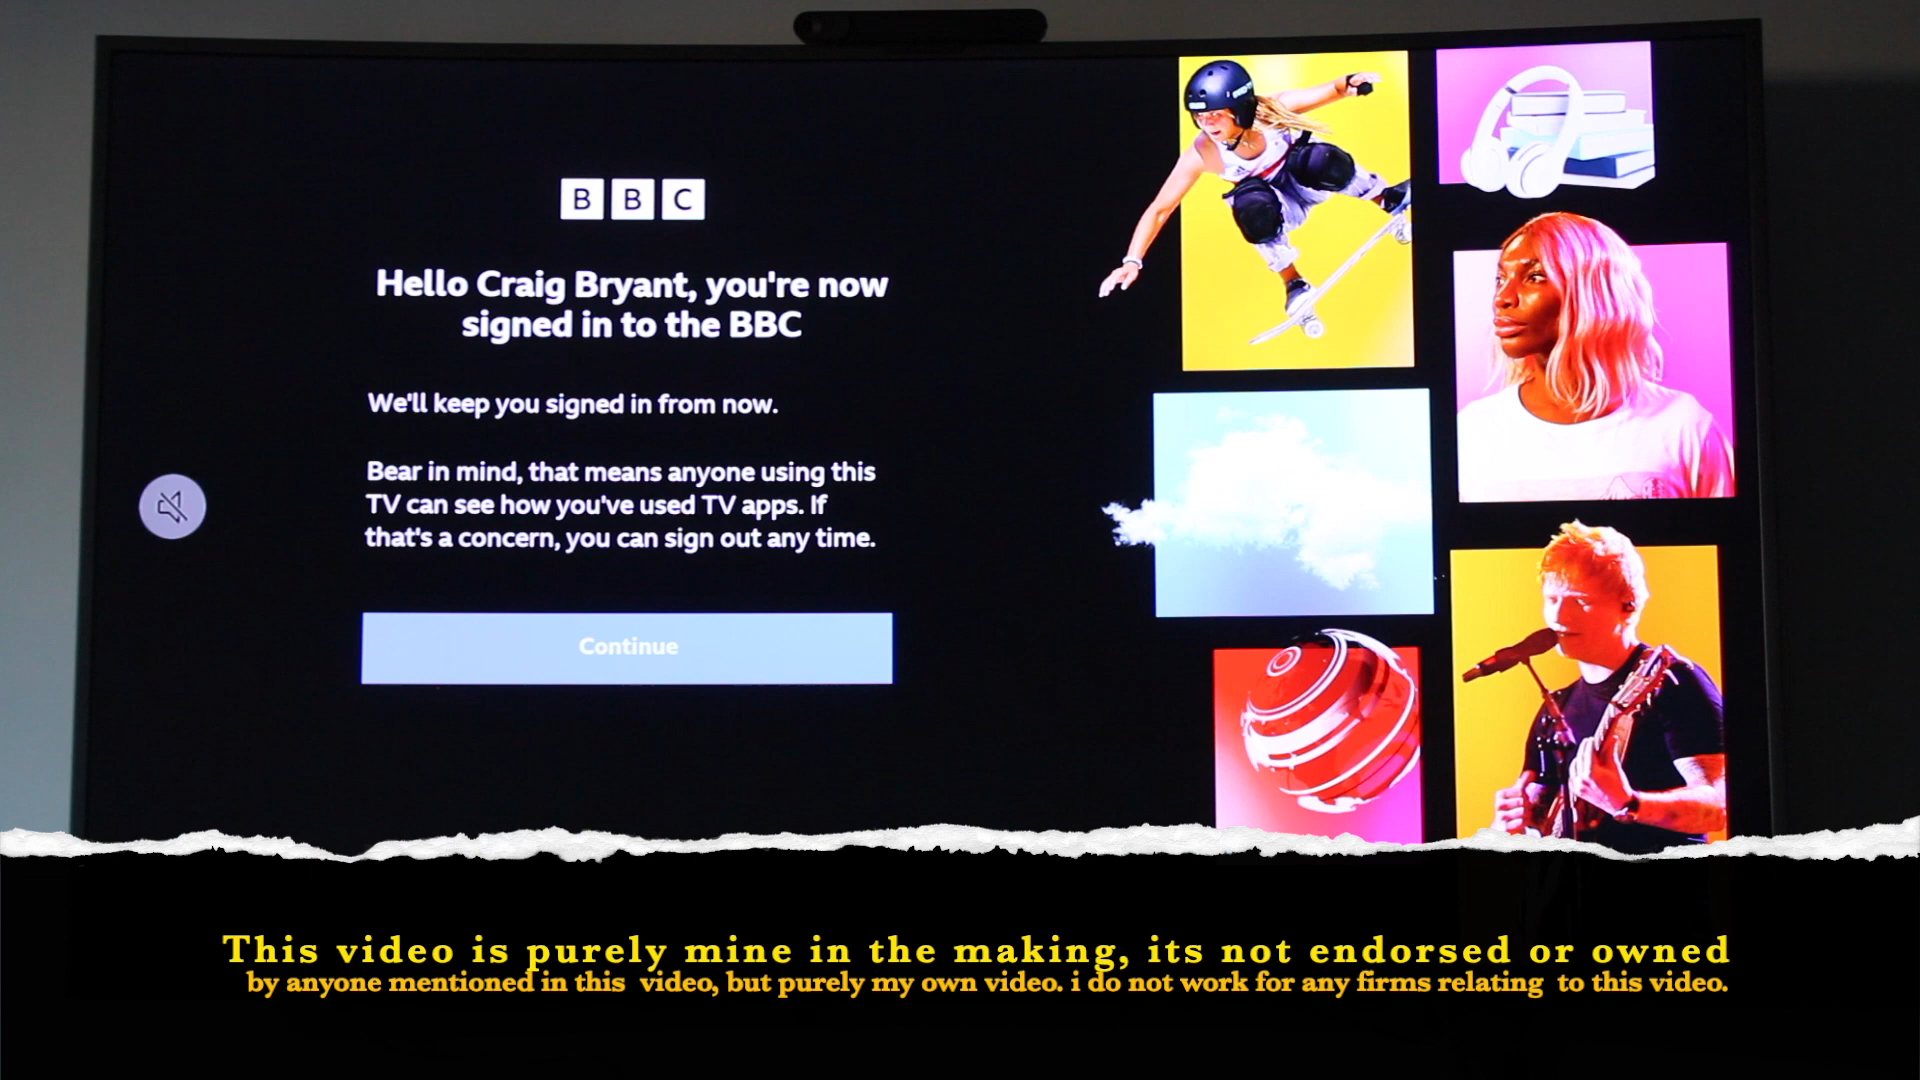 BBC
Hello Craig Bryant, you're now
signed in to the BBC
We'll keep you signed in from now.
Bear in mind, that means anyone using this
TV can see how you've used TV apps. If
that's a concern, you can sign out any time.
Continue
This video is purely mine in the making, its not endorsed or owned
by anyone mentioned in this video, but purely my own video. i do not work for any firms relating to this video.